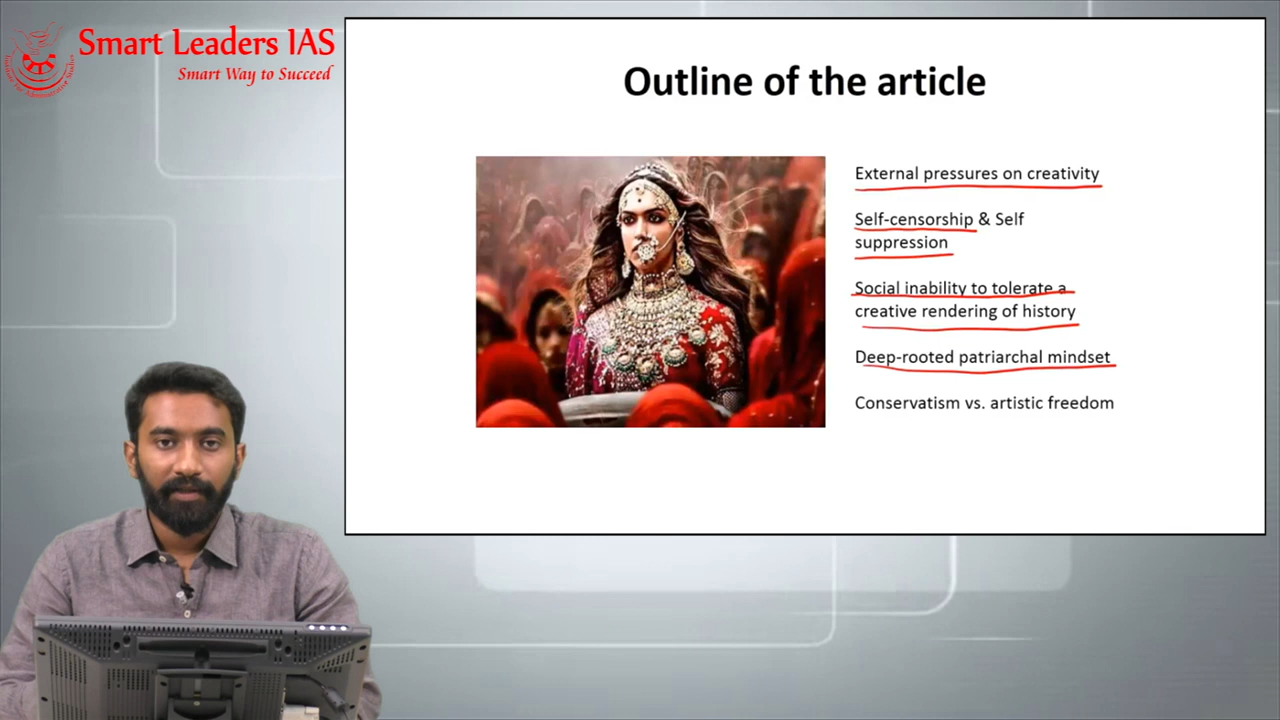 Smart Leaders IAS
Smart Way to Succeed
Outline of the article
External pressures on creativity
Self-censorship & Self
suppression
Social inability to tolerate a
creative rendering of history
Deep-rooted patriarchal mindset
Conservatism vs. artistic freedom